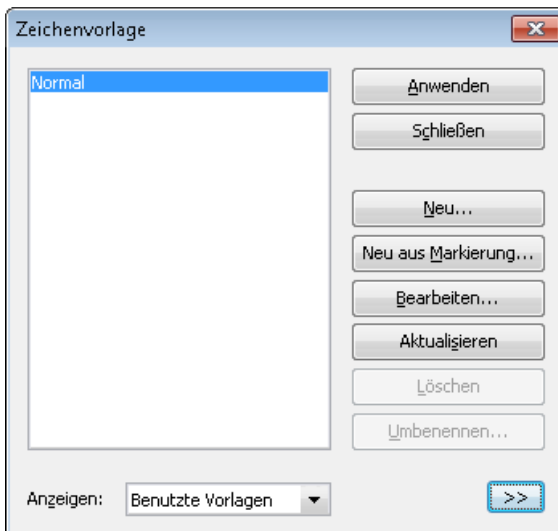 Zeichenvorlage
Normal
Anwenden
Schließen
Neu...
Neu aus Markierung...
Bearbeiten...
Aktualisieren
Löschen
Umbenennen...
Anzeigen: Benutzte Vorlagen >>